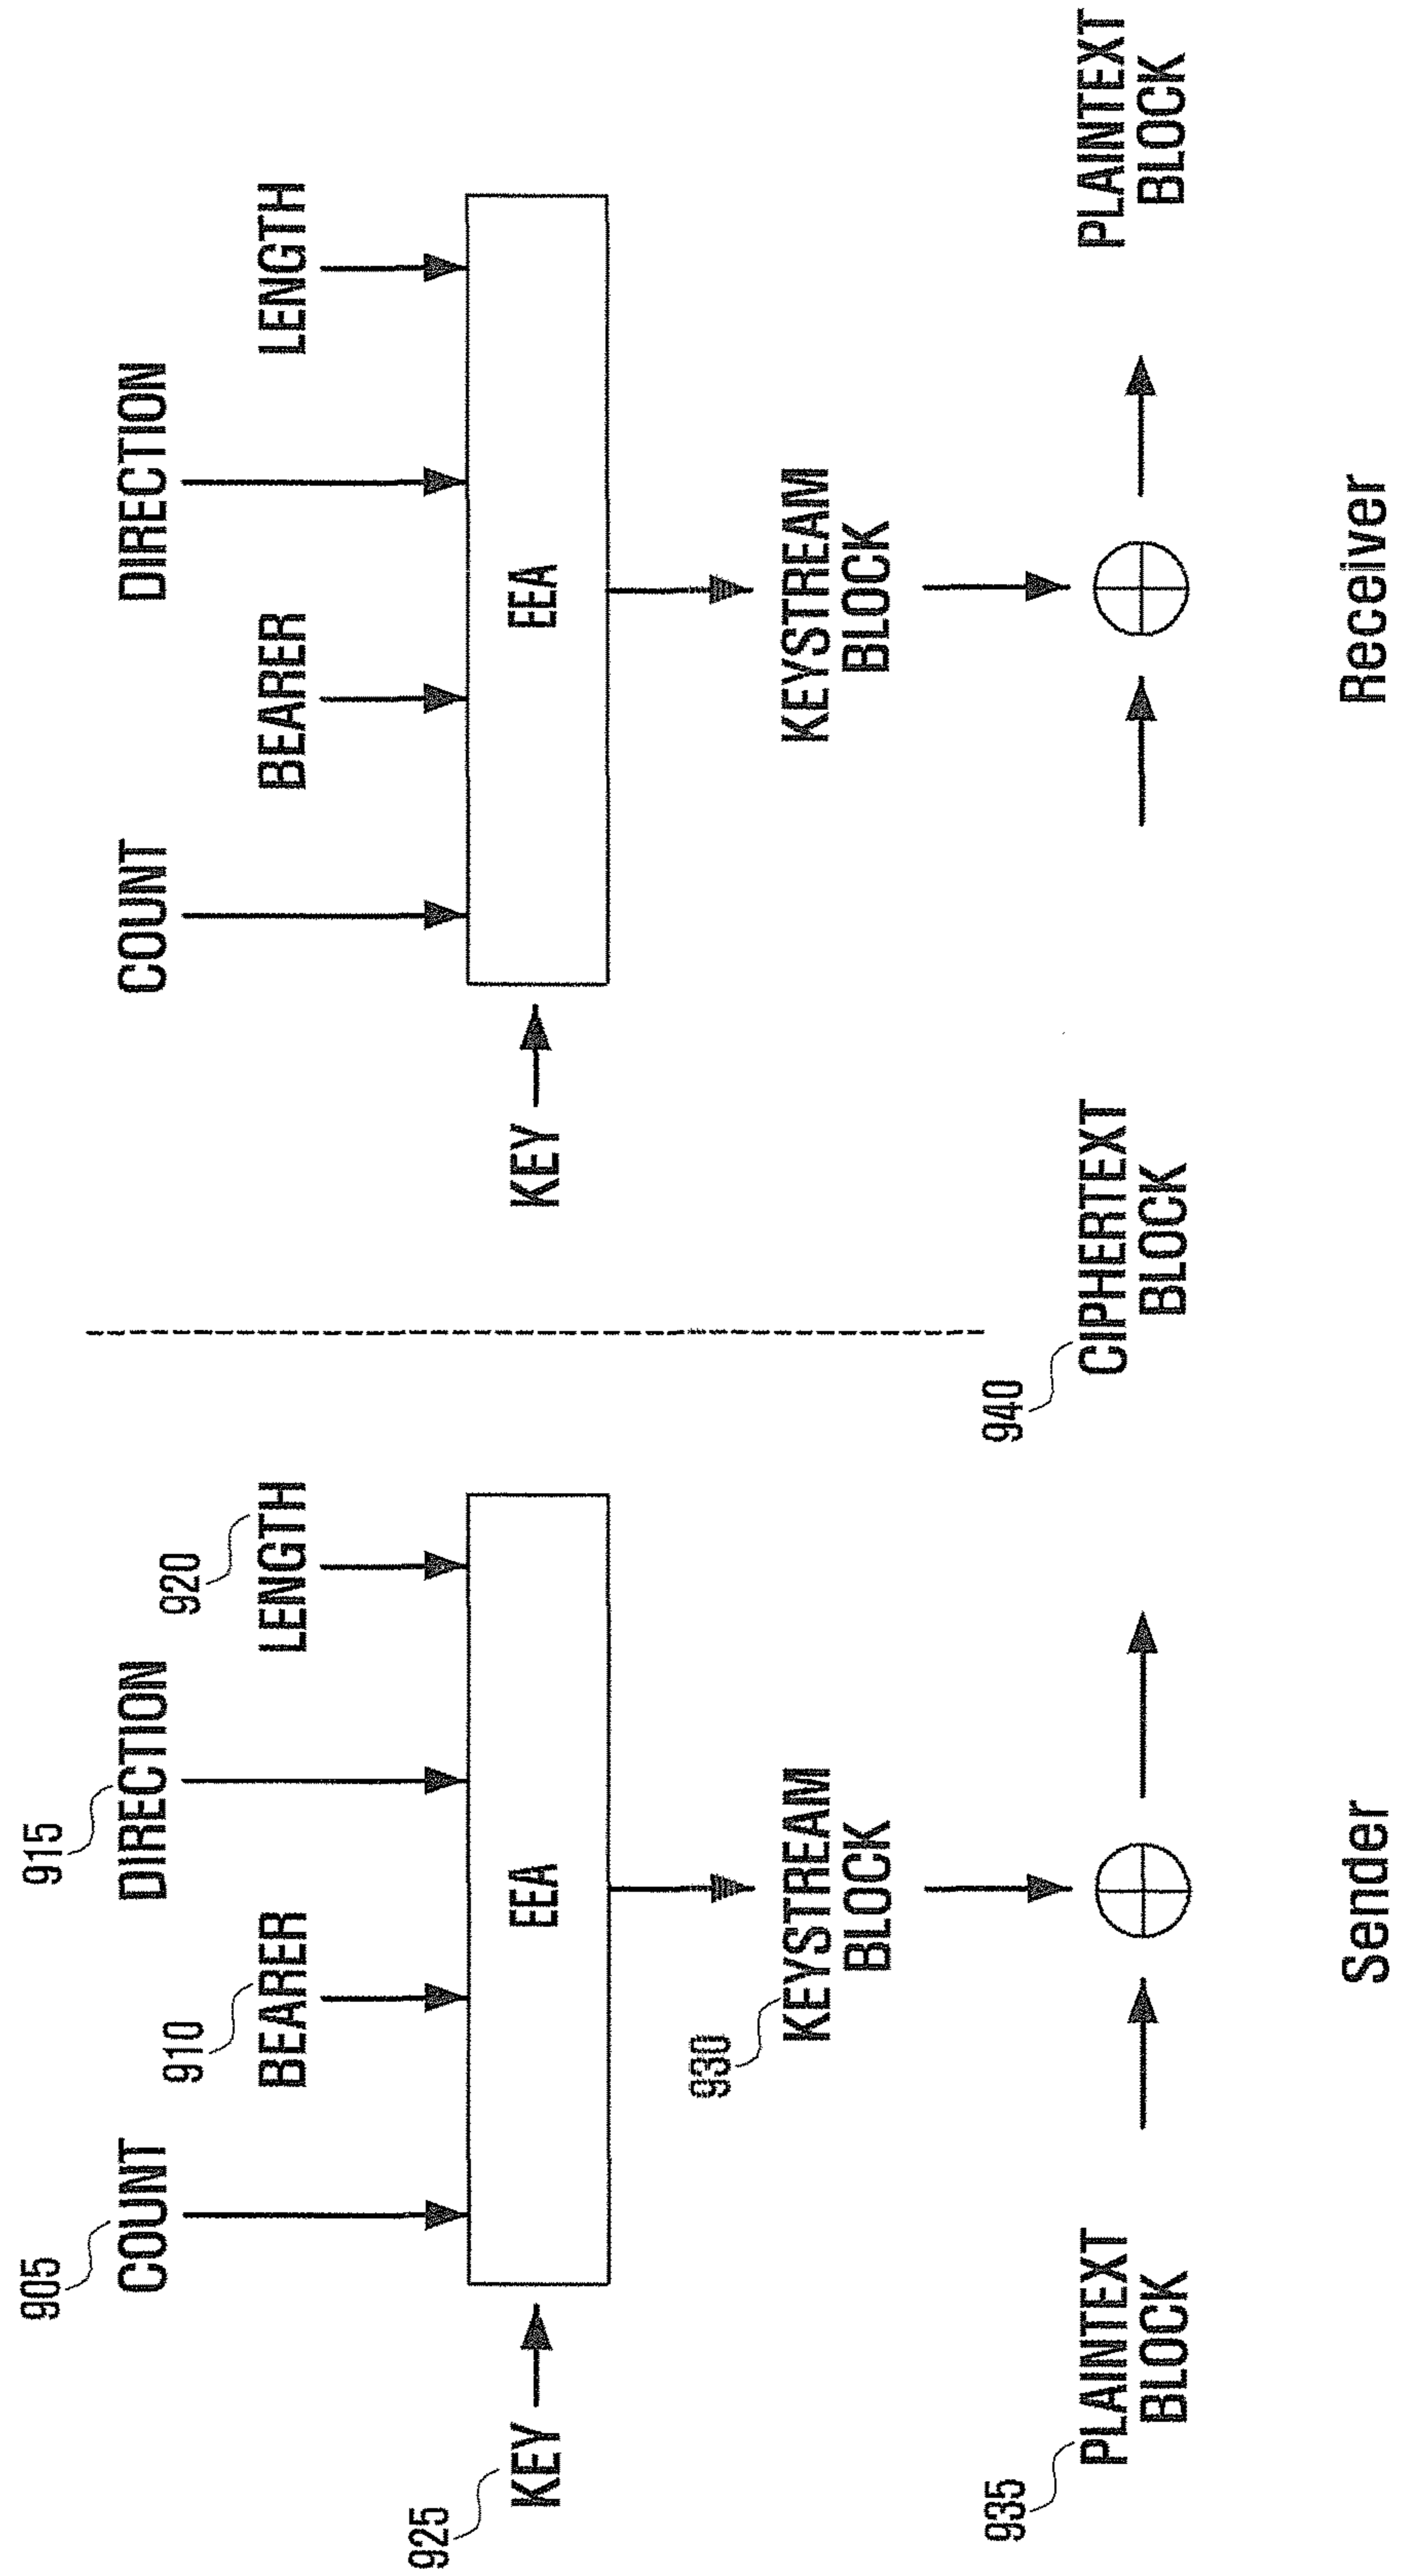 905
COUNT
910
BEARER
915
DIRECTION
920
LENGTH
925
KEY
EEA
930
KEYSTREAM
BLOCK
935
PLAINTEXT
BLOCK
940
CIPHERTEXT
BLOCK
Sender
COUNT
BEARER
DIRECTION
LENGTH
KEY
EEA
KEYSTREAM
BLOCK
PLAINTEXT
BLOCK
Receiver